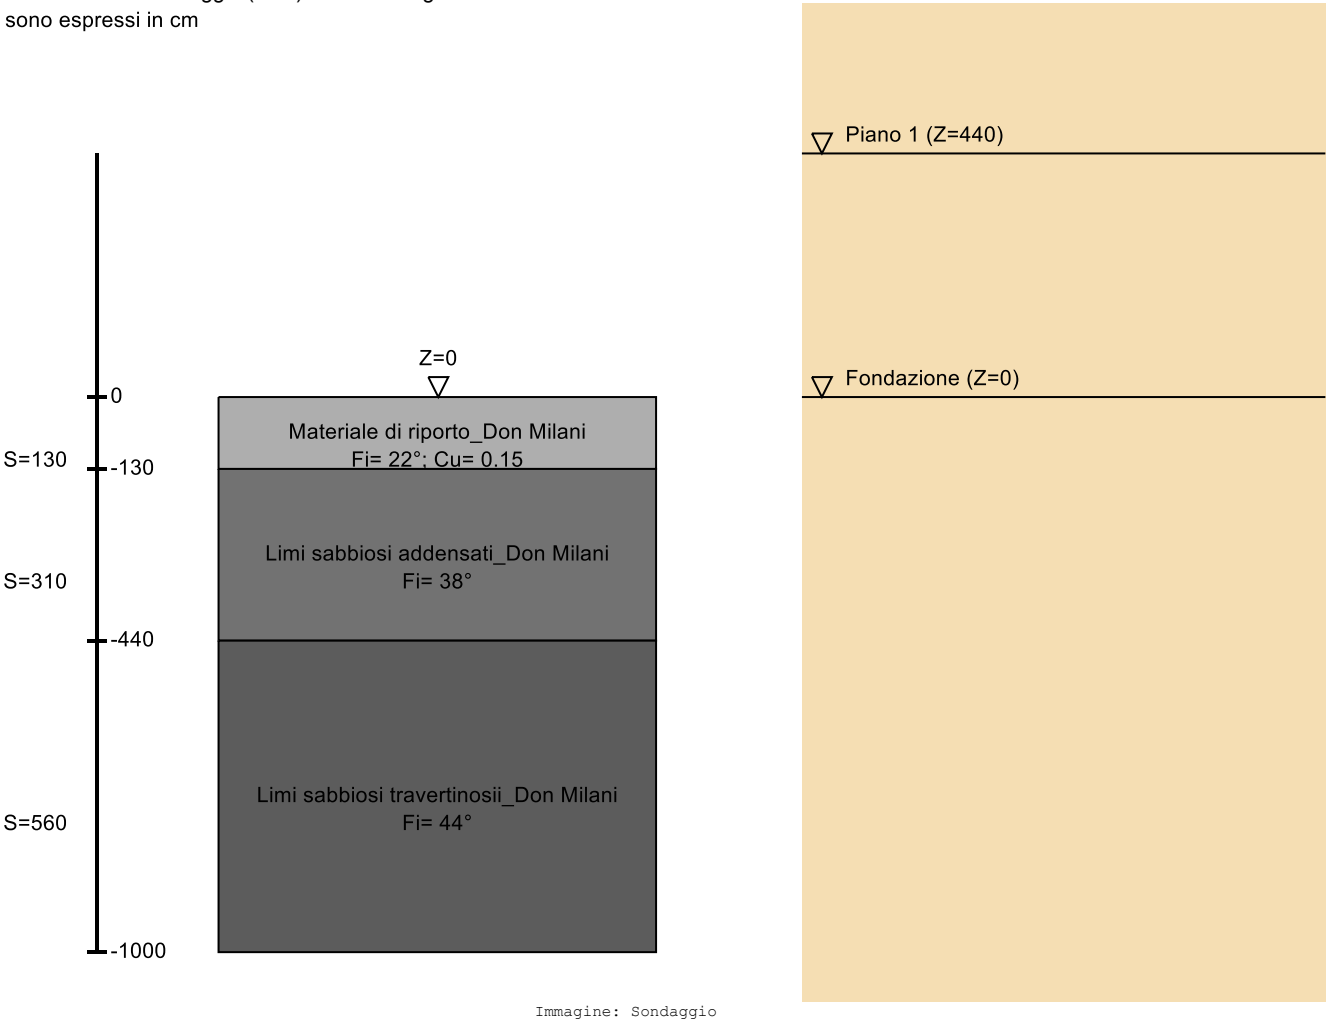 sono espressi in cm
Piano 1 (Z=440)
Z=0
Fondazione (Z=0)
0
Materiale di riporto_Don Milani
Fi= 22°; Cu= 0.15
S=130
-130
Limi sabbiosi addensati_Don Milani
Fi= 38°
S=310
-440
Limi sabbiosi travertinosii_Don Milani
Fi= 44°
S=560
-1000
Immagine: Sondaggio